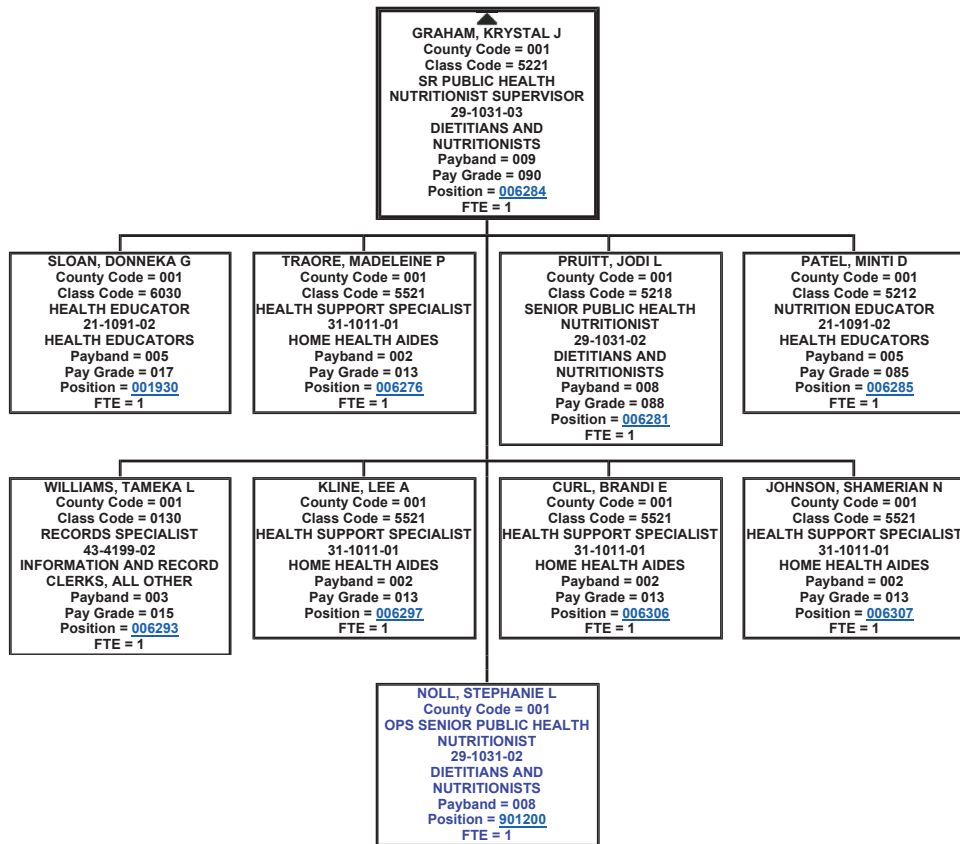 GRAHAM, KRYSTAL J
County Code = 001
Class Code = 5221
SR PUBLIC HEALTH
NUTRITIONIST SUPERVISOR
29-1031-03
DIETITIANS AND
NUTRITIONISTS
Payband = 009
Pay Grade = 090
Position = 006284
FTE = 1
SLOAN, DONNEKA G
County Code = 001
Class Code = 6030
HEALTH EDUCATOR
21-1091-02
HEALTH EDUCATORS
Payband = 005
Pay Grade = 017
Position = 001930
FTE = 1
TRAORE, MADELEINE P
County Code = 001
Class Code = 5521
HEALTH SUPPORT SPECIALIST
31-1011-01
HOME HEALTH AIDES
Payband = 002
Pay Grade = 013
Position = 006276
FTE = 1
PRUITT, JODI L
County Code = 001
Class Code = 5218
SENIOR PUBLIC HEALTH
NUTRITIONIST
29-1031-02
DIETITIANS AND
NUTRITIONISTS
Payband = 008
Pay Grade = 088
Position = 006281
FTE = 1
PATEL, MINTI D
County Code = 001
Class Code = 5212
NUTRITION EDUCATOR
21-1091-02
HEALTH EDUCATORS
Payband = 005
Pay Grade = 085
Position = 006285
FTE = 1
WILLIAMS, TAMEKA L
County Code = 001
Class Code = 0130
RECORDS SPECIALIST
43-4199-02
INFORMATION AND RECORD
CLERKS, ALL OTHER
Payband = 003
Pay Grade = 015
Position = 006293
FTE = 1
KLINE, LEE A
County Code = 001
Class Code = 5521
HEALTH SUPPORT SPECIALIST
31-1011-01
HOME HEALTH AIDES
Payband = 002
Pay Grade = 013
Position = 006297
FTE = 1
CURL, BRANDI E
County Code = 001
Class Code = 5521
HEALTH SUPPORT SPECIALIST
31-1011-01
HOME HEALTH AIDES
Payband = 002
Pay Grade = 013
Position = 006306
FTE = 1
JOHNSON, SHAMERIAN N
County Code = 001
Class Code = 5521
HEALTH SUPPORT SPECIALIST
31-1011-01
HOME HEALTH AIDES
Payband = 002
Pay Grade = 013
Position = 006307
FTE = 1
NOLL, STEPHANIE L
County Code = 001
OPS SENIOR PUBLIC HEALTH
NUTRITIONIST
29-1031-02
DIETITIANS AND
NUTRITIONISTS
Payband = 008
Position = 901200
FTE = 1